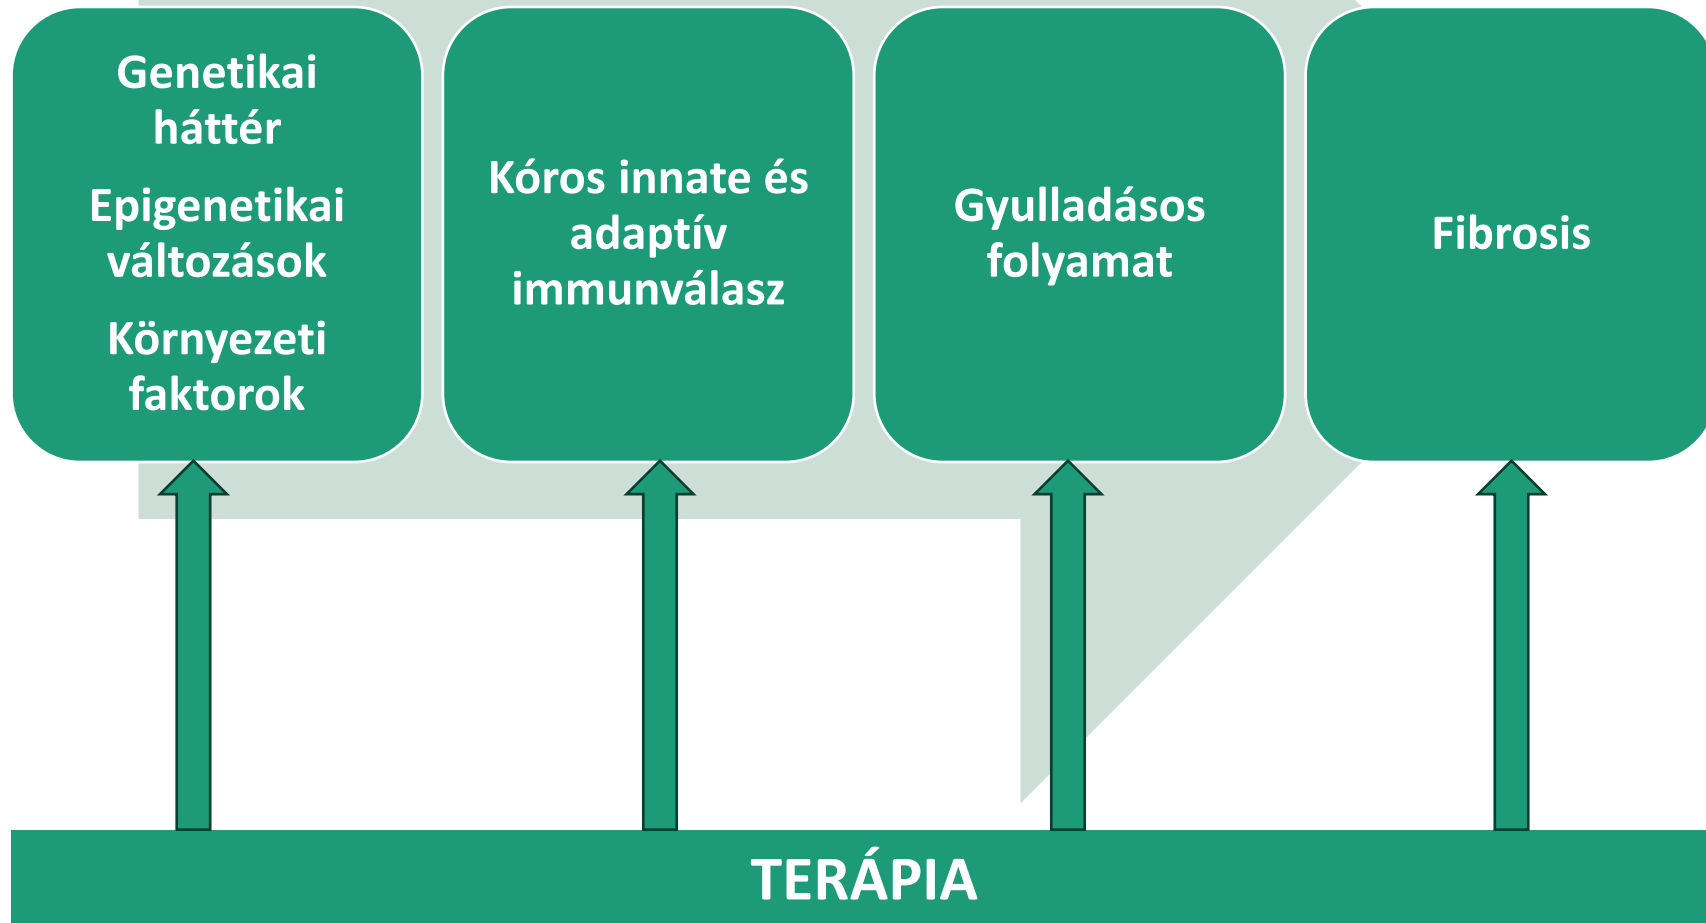 Genetikai
háttér
Epigenetikai
változások
Környezeti
faktorok
Kóros innate és
adaptív
immunválasz
Gyulladásos
folyamat
Fibrosis
TERÁPIA